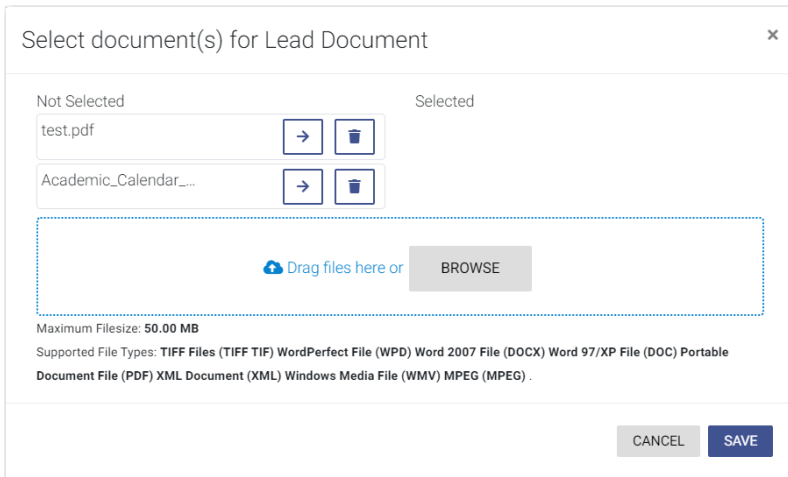 Select document(s) for Lead Document
×
Not Selected
Selected
test.pdf
Academic_Calendar_...
Drag files here or
BROWSE
Maximum Filesize: 50.00 MB
Supported File Types: TIFF Files (TIFF TIF) WordPerfect File (WPD) Word 2007 File (DOCX) Word 97/XP File (DOC) Portable
Document File (PDF) XML Document (XML) Windows Media File (WMV) MPEG (MPEG) .
CANCEL
SAVE